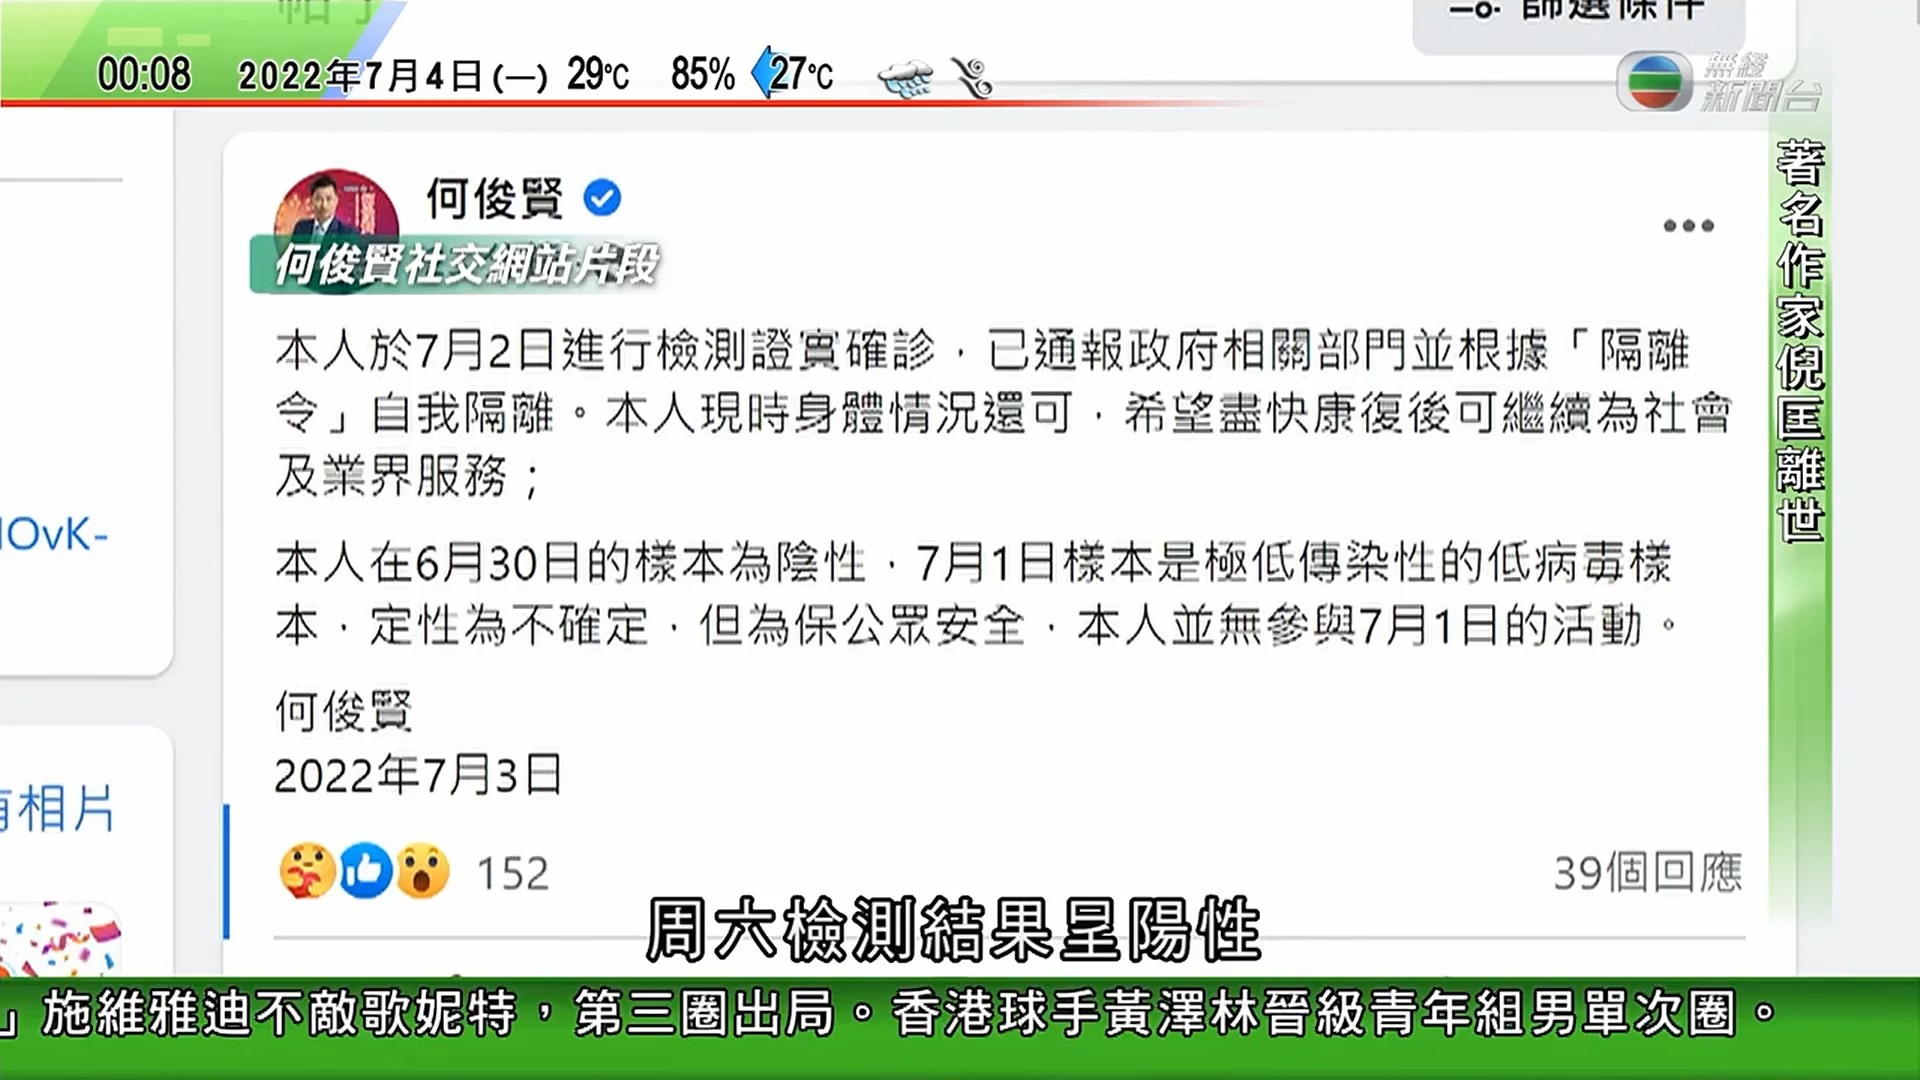 篩選條件
00:08 2022年7月4日(一) 29℃ 85% 27℃
無綫
新聞台
何俊賢
何俊賢社交網站片段
本人於7月2日進行檢測證實確診，已通報政府相關部門並根據「隔離
令」自我隔離。本人現時身體情況還可，希望盡快康復後可繼續為社會
及業界服務；
本人在6月30日的樣本為陰性，7月1日樣本是極低傳染性的低病毒樣
本，定性為不確定，但為保公眾安全，本人並無參與7月1日的活動。
何俊賢
2022年7月3日
152
39個回應
OvK-
相片
著名作家倪匡離世
周六檢測結果呈陽性
」施維雅迪不敵歌妮特，第三圈出局。香港球手黃澤林晉級青年組男單次圈。